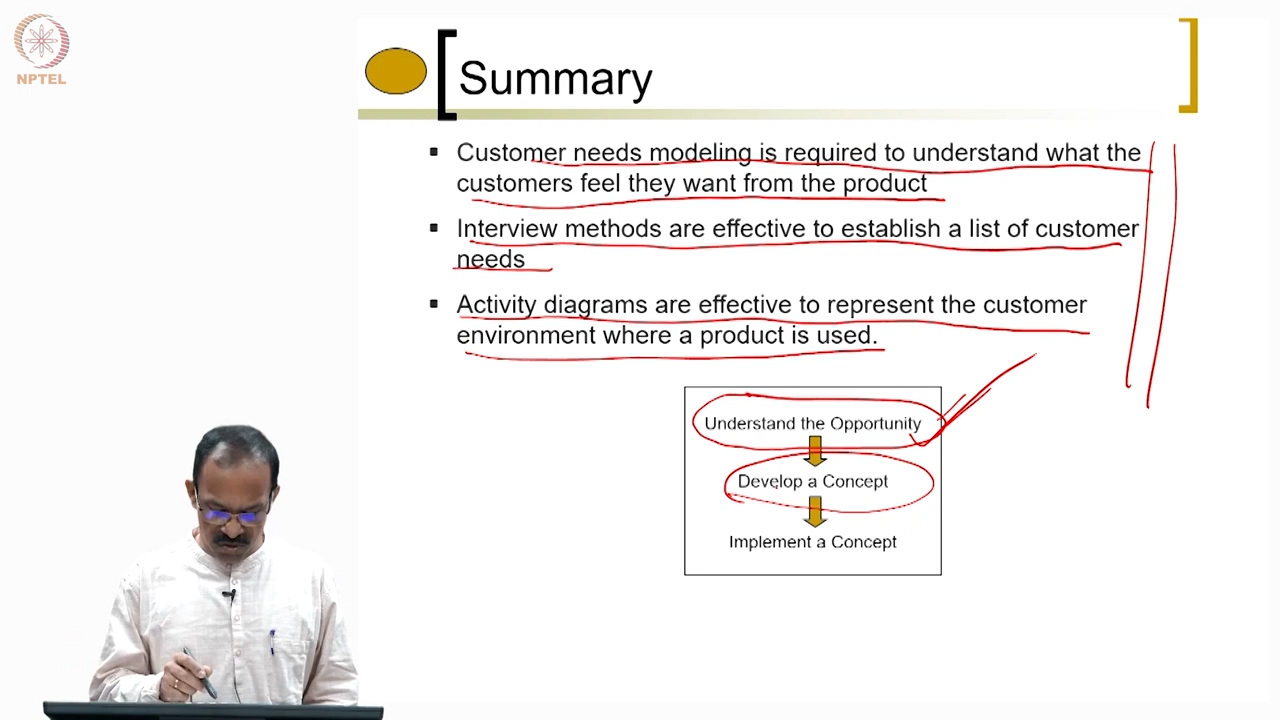 NPTEL
Summary
▪ Customer needs modeling is required to understand what the
customers feel they want from the product
▪ Interview methods are effective to establish a list of customer
needs
▪ Activity diagrams are effective to represent the customer
environment where a product is used.
Understand the Opportunity
Develop a Concept
Implement a Concept